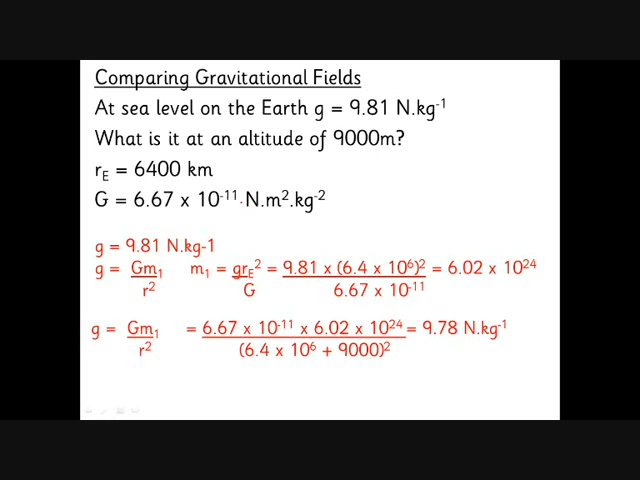 Comparing Gravitational Fields
At sea level on the Earth g = 9.81 N.kg⁻¹
What is it at an altitude of 9000m?
r_E = 6400 km
G = 6.67 x 10⁻¹¹.N.m².kg⁻²
g = 9.81 N.kg-1
g = Gm₁ m₁ = gr_E² = 9.81 x (6.4 x 10⁶)² = 6.02 x 10²⁴
r² G 6.67 x 10⁻¹¹
g = Gm₁ = 6.67 x 10⁻¹¹ x 6.02 x 10²⁴ = 9.78 N.kg⁻¹
r² (6.4 x 10⁶ + 9000)²